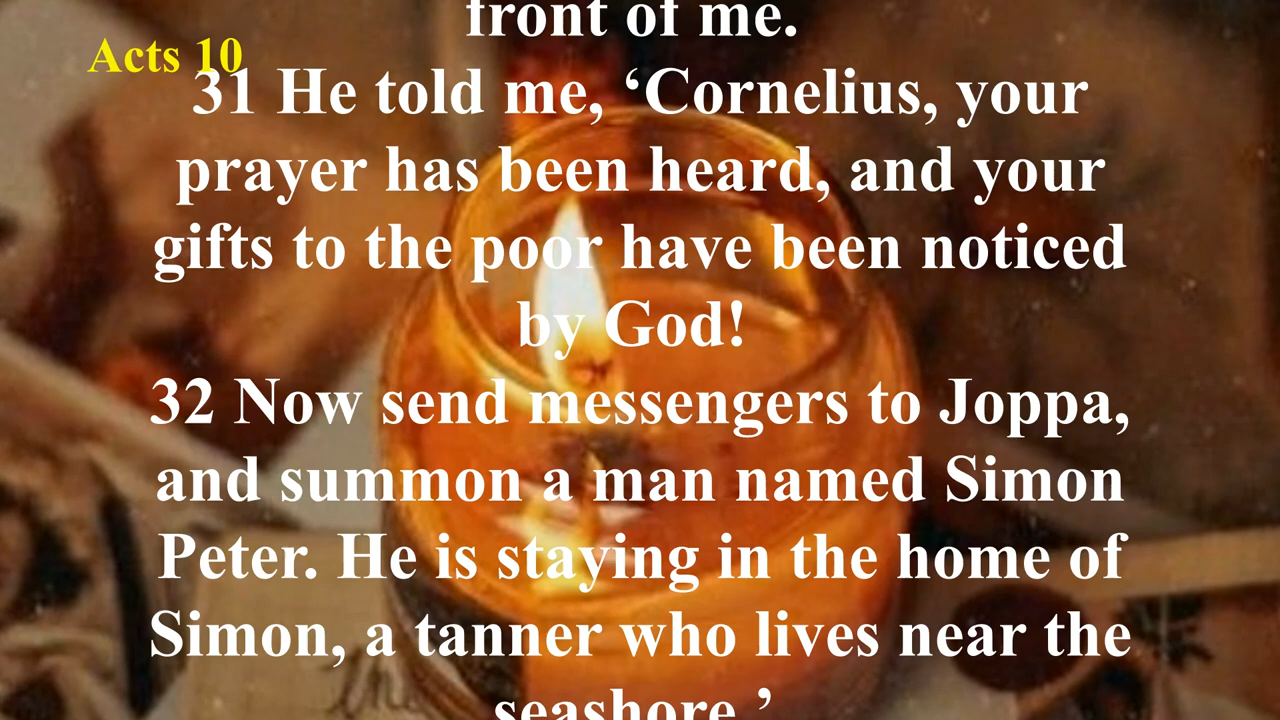 front of me.
Acts 10
31 He told me, ‘Cornelius, your
prayer has been heard, and your
gifts to the poor have been noticed
by God!
32 Now send messengers to Joppa,
and summon a man named Simon
Peter. He is staying in the home of
Simon, a tanner who lives near the
seashore.’